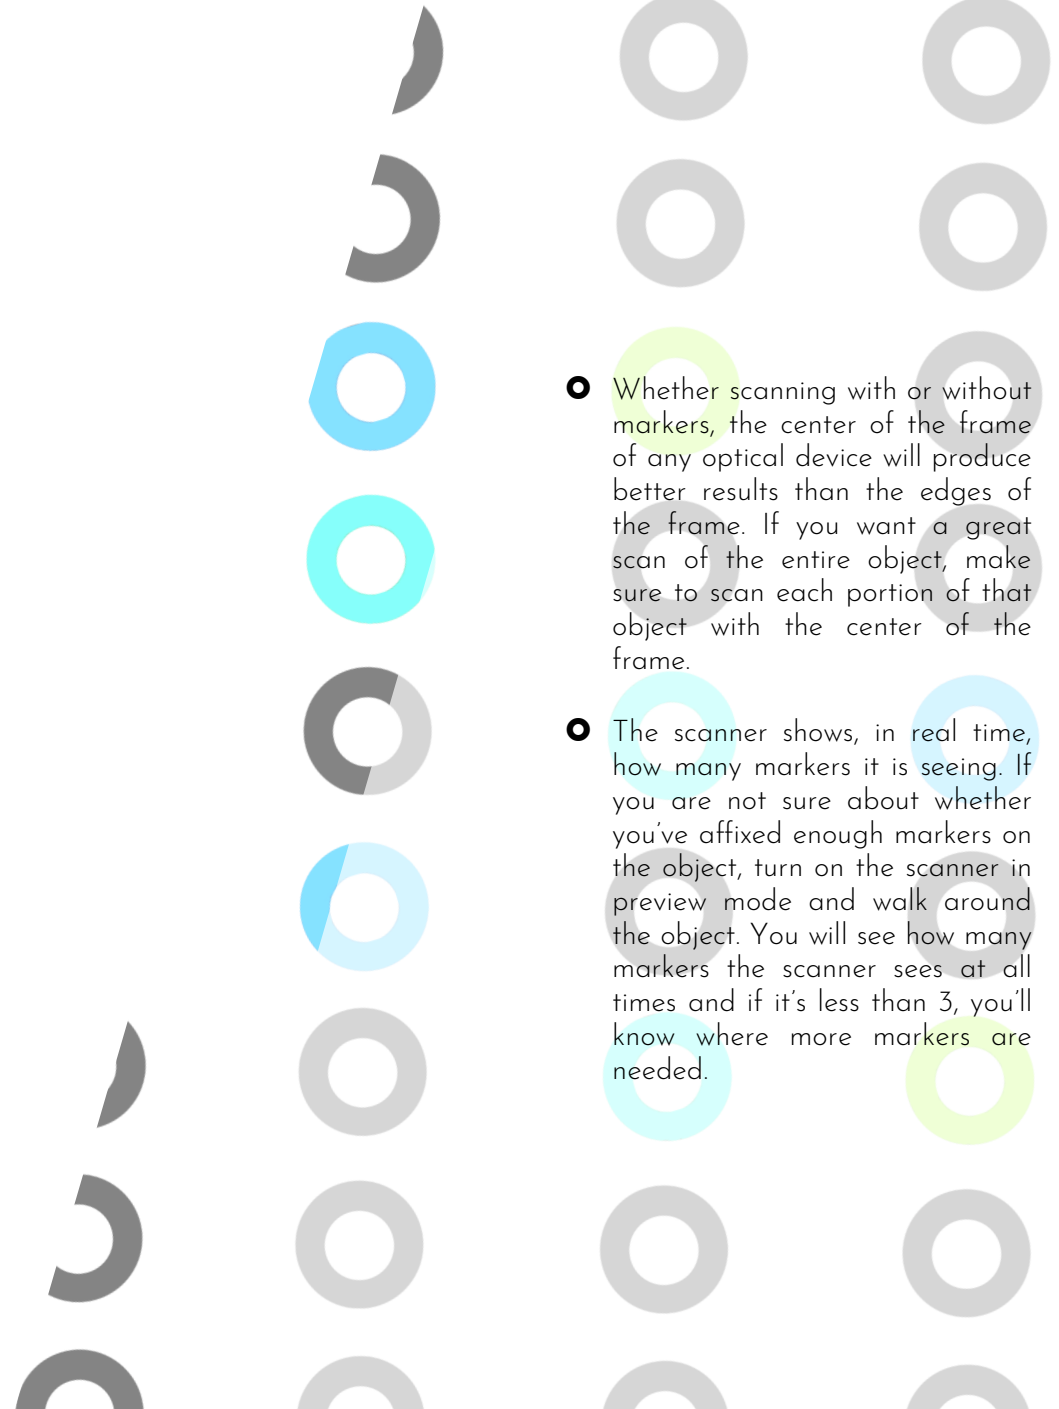 Whether scanning with or without
markers, the center of the frame
of any optical device will produce
better results than the edges of
the frame. If you want a great
scan of the entire object, make
sure to scan each portion of that
object with the center of the
frame.
The scanner shows, in real time,
how many markers it is seeing. If
you are not sure about whether
you've affixed enough markers on
the object, turn on the scanner in
preview mode and walk around
the object. You will see how many
markers the scanner sees at all
times and if it's less than 3, you'll
know where more markers are
needed.